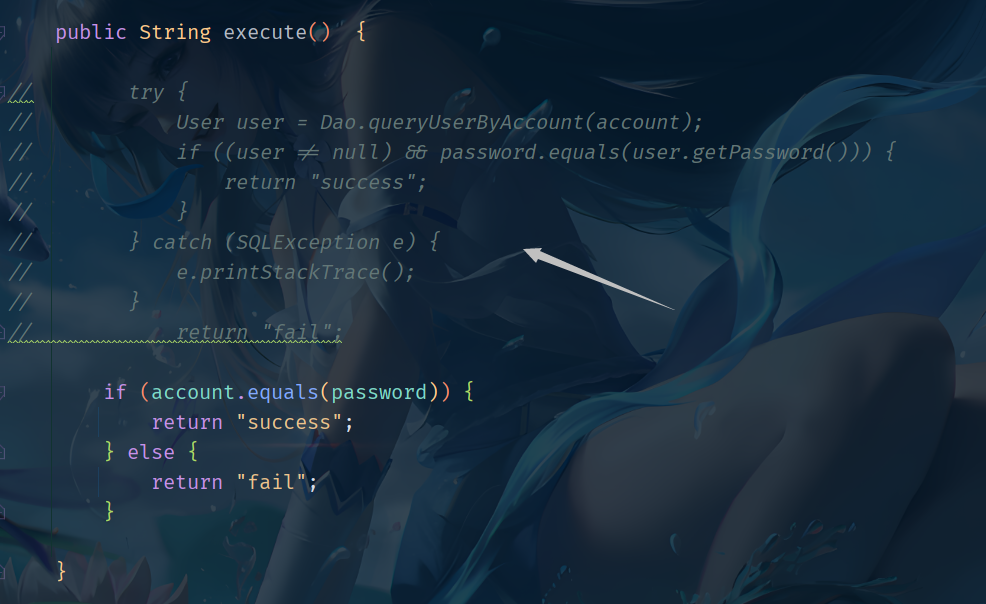 public String execute()  {
//        try {
//            User user = Dao.queryUserByAccount(account);
//            if ((user != null) && password.equals(user.getPassword())) {
//                return "success";
//            }
//        } catch (SQLException e) {
//            e.printStackTrace();
//        }
//            return "fail";
if (account.equals(password)) {
return "success";
} else {
return "fail";
}
}